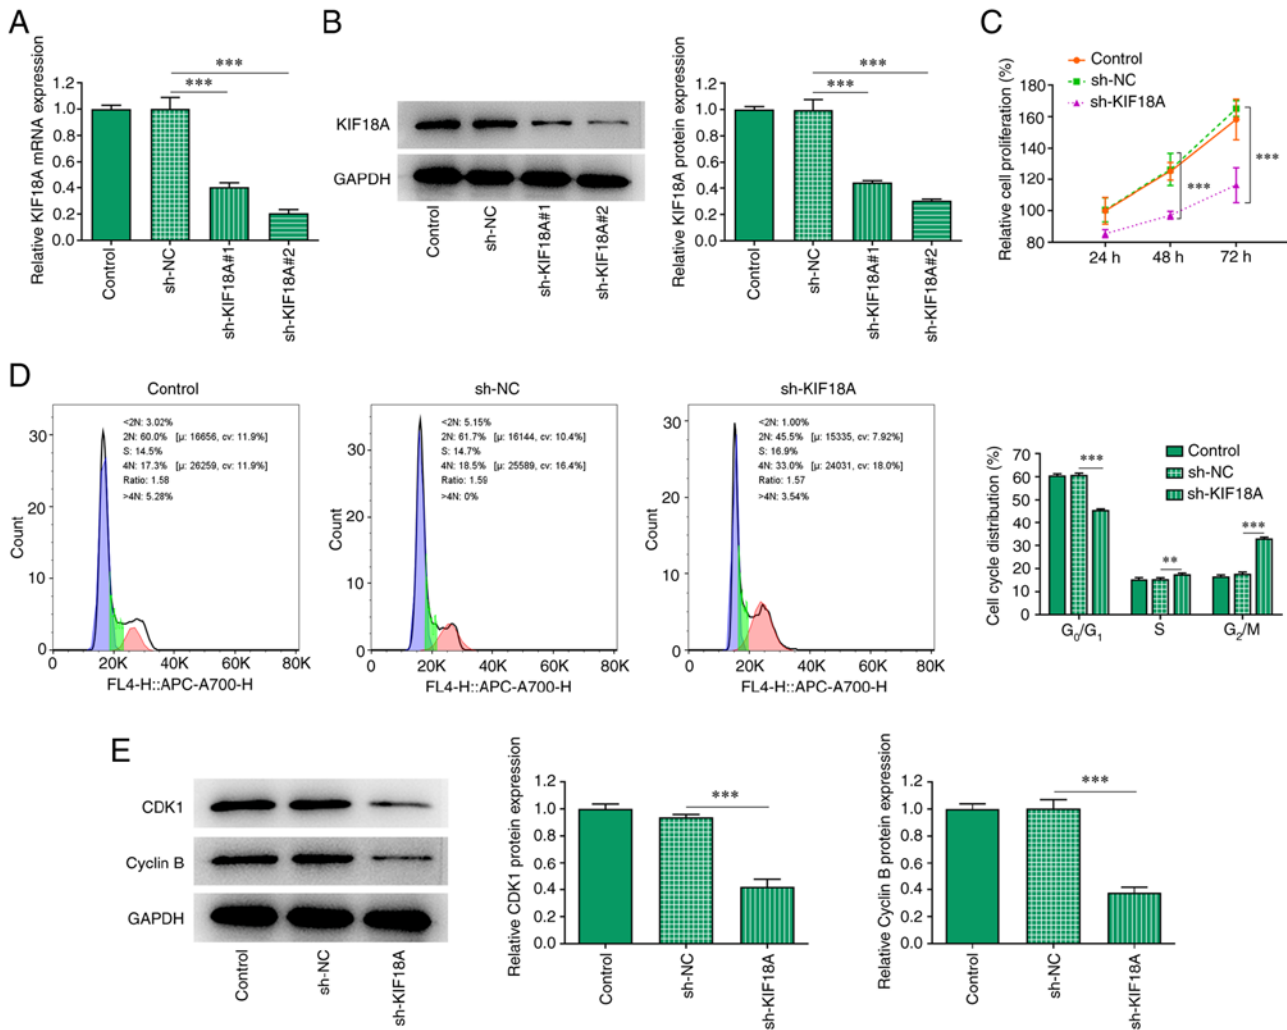 A
Relative KIF18A mRNA expression
1.2
1.0
0.8
0.6
0.4
0.2
0.0
***
***
Control
sh-NC
sh-KIF18A#1
sh-KIF18A#2
B
KIF18A
GAPDH
Control
sh-NC
sh-KIF18A#1
sh-KIF18A#2
Relative KIF18A protein expression
1.2
1.0
0.8
0.6
0.4
0.2
0.0
***
***
Control
sh-NC
sh-KIF18A#1
sh-KIF18A#2
C
Control
sh-NC
sh-KIF18A
Relative cell proliferation (%)
180
160
140
120
100
80
***
***
24 h
48 h
72 h
D
Control
Count
30
20
10
0
<2N: 3.02%
2N: 60.0% [μ: 16656, cv: 11.9%]
S: 14.5%
4N: 17.3% [μ: 26259, cv: 11.9%]
Ratio: 1.58
>4N: 5.28%
0 20K 40K 60K 80K
FL4-H::APC-A700-H
sh-NC
Count
30
20
10
0
<2N: 5.15%
2N: 61.7% [μ: 16144, cv: 10.4%]
S: 14.7%
4N: 18.5% [μ: 25589, cv: 16.4%]
Ratio: 1.59
>4N: 0%
0 20K 40K 60K 80K
FL4-H::APC-A700-H
sh-KIF18A
Count
30
20
10
0
<2N: 1.00%
2N: 45.5% [μ: 15335, cv: 7.92%]
S: 16.9%
4N: 33.0% [μ: 24031, cv: 18.0%]
Ratio: 1.57
>4N: 3.54%
0 20K 40K 60K 80K
FL4-H::APC-A700-H
Cell cycle distribution (%)
70
60
50
40
30
20
10
0
Control
sh-NC
sh-KIF18A
***
**
***
G₀/G₁
S
G₂/M
E
CDK1
Cyclin B
GAPDH
Control
sh-NC
sh-KIF18A
Relative CDK1 protein expression
1.2
1.0
0.8
0.6
0.4
0.2
0.0
***
Control
sh-NC
sh-KIF18A
Relative Cyclin B protein expression
1.2
1.0
0.8
0.6
0.4
0.2
0.0
***
Control
sh-NC
sh-KIF18A